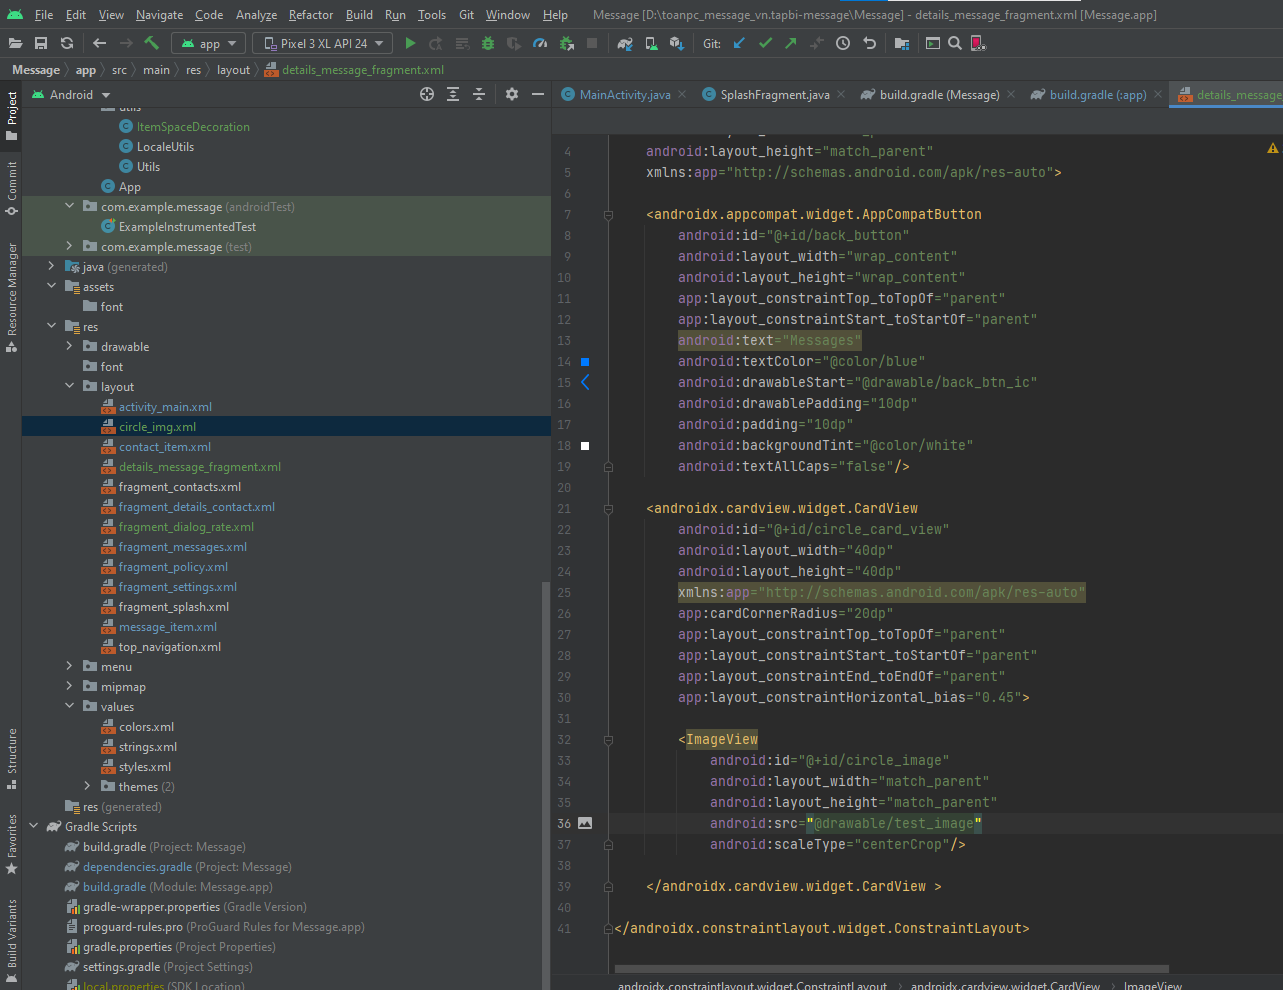 File Edit View Navigate Code Analyze Refactor Build Run Tools Git Window Help Message [D:\toanpc_message_vn.tapbi-message\Message] - details_message_fragment.xml [Message.app]
app Pixel 3 XL API 24 Git:
Message app src main res layout details_message_fragment.xml
Project
Commit
Resource Manager
Structure
Favorites
Build Variants
Android
utils
ItemSpaceDecoration
LocaleUtils
Utils
App
com.example.message (androidTest)
ExampleInstrumentedTest
com.example.message (test)
java (generated)
assets
font
res
drawable
font
layout
activity_main.xml
circle_img.xml
contact_item.xml
details_message_fragment.xml
fragment_contacts.xml
fragment_details_contact.xml
fragment_dialog_rate.xml
fragment_messages.xml
fragment_policy.xml
fragment_settings.xml
fragment_splash.xml
message_item.xml
top_navigation.xml
menu
mipmap
values
colors.xml
strings.xml
styles.xml
themes (2)
res (generated)
Gradle Scripts
build.gradle (Project: Message)
dependencies.gradle (Project: Message)
build.gradle (Module: Message.app)
gradle-wrapper.properties (Gradle Version)
proguard-rules.pro (ProGuard Rules for Message.app)
gradle.properties (Project Properties)
settings.gradle (Project Settings)
local.properties (SDK Location)
MainActivity.java SplashFragment.java build.gradle (Message) build.gradle (:app) details_message
4 android:layout_height="match_parent"
5 xmlns:app="http://schemas.android.com/apk/res-auto">
6
7 <androidx.appcompat.widget.AppCompatButton
8 android:id="@+id/back_button"
9 android:layout_width="wrap_content"
10 android:layout_height="wrap_content"
11 app:layout_constraintTop_toTopOf="parent"
12 app:layout_constraintStart_toStartOf="parent"
13 android:text="Messages"
14 android:textColor="@color/blue"
15 android:drawableStart="@drawable/back_btn_ic"
16 android:drawablePadding="10dp"
17 android:padding="10dp"
18 android:backgroundTint="@color/white"
19 android:textAllCaps="false"/>
20
21 <androidx.cardview.widget.CardView
22 android:id="@+id/circle_card_view"
23 android:layout_width="40dp"
24 android:layout_height="40dp"
25 xmlns:app="http://schemas.android.com/apk/res-auto"
26 app:cardCornerRadius="20dp"
27 app:layout_constraintTop_toTopOf="parent"
28 app:layout_constraintStart_toStartOf="parent"
29 app:layout_constraintEnd_toEndOf="parent"
30 app:layout_constraintHorizontal_bias="0.45">
31
32 <ImageView
33 android:id="@+id/circle_image"
34 android:layout_width="match_parent"
35 android:layout_height="match_parent"
36 android:src="@drawable/test_image"
37 android:scaleType="centerCrop"/>
38
39 </androidx.cardview.widget.CardView >
40
41 </androidx.constraintlayout.widget.ConstraintLayout>
androidx.constraintlayout.widget.ConstraintLayout androidx.cardview.widget.CardView ImageView